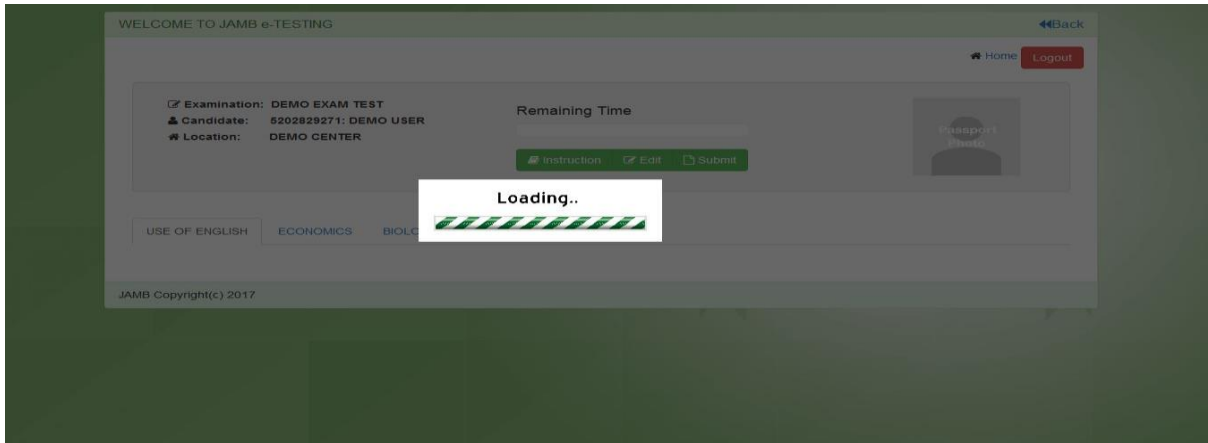 WELCOME TO JAMB e-TESTING
Back
Home Logout
Examination: DEMO EXAM TEST
Candidate: 5202829271: DEMO USER
Location: DEMO CENTER
Remaining Time
Instruction Edit Submit
Passport
Photo
Loading..
USE OF ENGLISH ECONOMICS BIOLO
JAMB Copyright(c) 2017